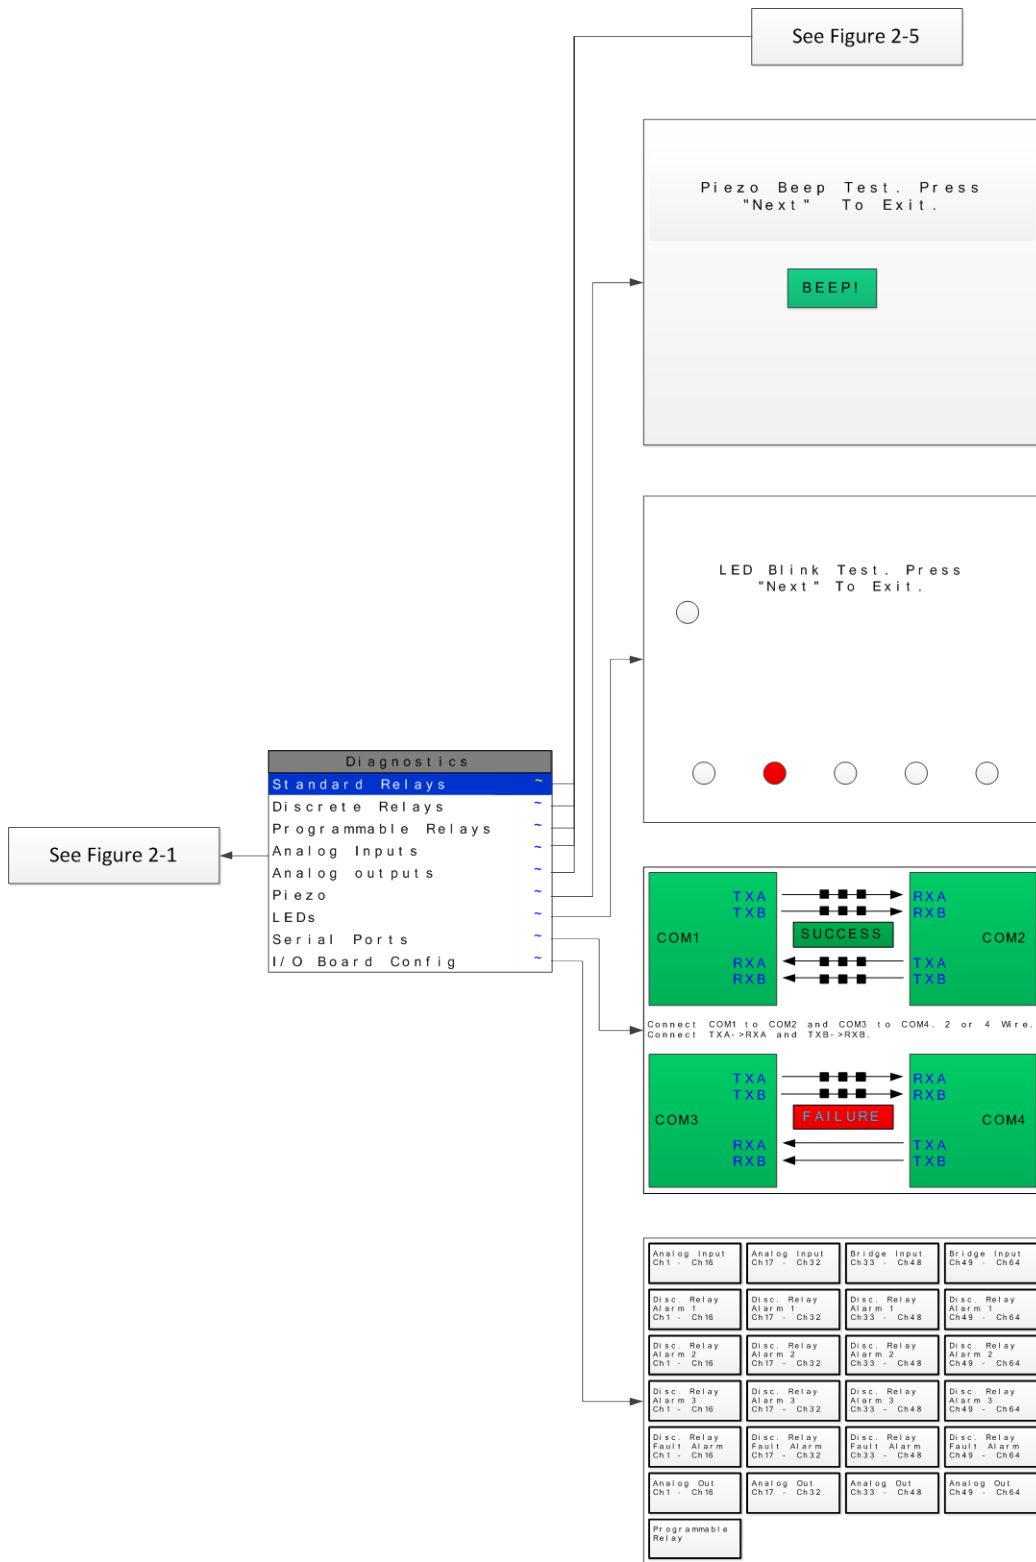 See Figure 2-5
Piezo Beep Test. Press
"Next" To Exit.
BEEP!
LED Blink Test. Press
"Next" To Exit.
Diagnostics
Standard Relays ~
Discrete Relays ~
Programmable Relays ~
Analog Inputs ~
Analog outputs ~
Piezo ~
LEDs ~
Serial Ports ~
I/O Board Config ~
See Figure 2-1
TXA RXA
TXB RXB
COM1 SUCCESS COM2
RXA TXA
RXB TXB
Connect COM1 to COM2 and COM3 to COM4. 2 or 4 Wire.
Connect TXA->RXA and TXB->RXB.
TXA RXA
TXB RXB
COM3 FAILURE COM4
RXA TXA
RXB TXB
Analog Input
Ch1 - Ch16
Analog Input
Ch17 - Ch32
Bridge Input
Ch33 - Ch48
Bridge Input
Ch49 - Ch64
Disc. Relay
Alarm 1
Ch1 - Ch16
Disc. Relay
Alarm 1
Ch17 - Ch32
Disc. Relay
Alarm 1
Ch33 - Ch48
Disc. Relay
Alarm 1
Ch49 - Ch64
Disc. Relay
Alarm 2
Ch1 - Ch16
Disc. Relay
Alarm 2
Ch17 - Ch32
Disc. Relay
Alarm 2
Ch33 - Ch48
Disc. Relay
Alarm 2
Ch49 - Ch64
Disc. Relay
Alarm 3
Ch1 - Ch16
Disc. Relay
Alarm 3
Ch17 - Ch32
Disc. Relay
Alarm 3
Ch33 - Ch48
Disc. Relay
Alarm 3
Ch49 - Ch64
Disc. Relay
Fault Alarm
Ch1 - Ch16
Disc. Relay
Fault Alarm
Ch17 - Ch32
Disc. Relay
Fault Alarm
Ch33 - Ch48
Disc. Relay
Fault Alarm
Ch49 - Ch64
Analog Out
Ch1 - Ch16
Analog Out
Ch17 - Ch32
Analog Out
Ch33 - Ch48
Analog Out
Ch49 - Ch64
Programmable
Relay